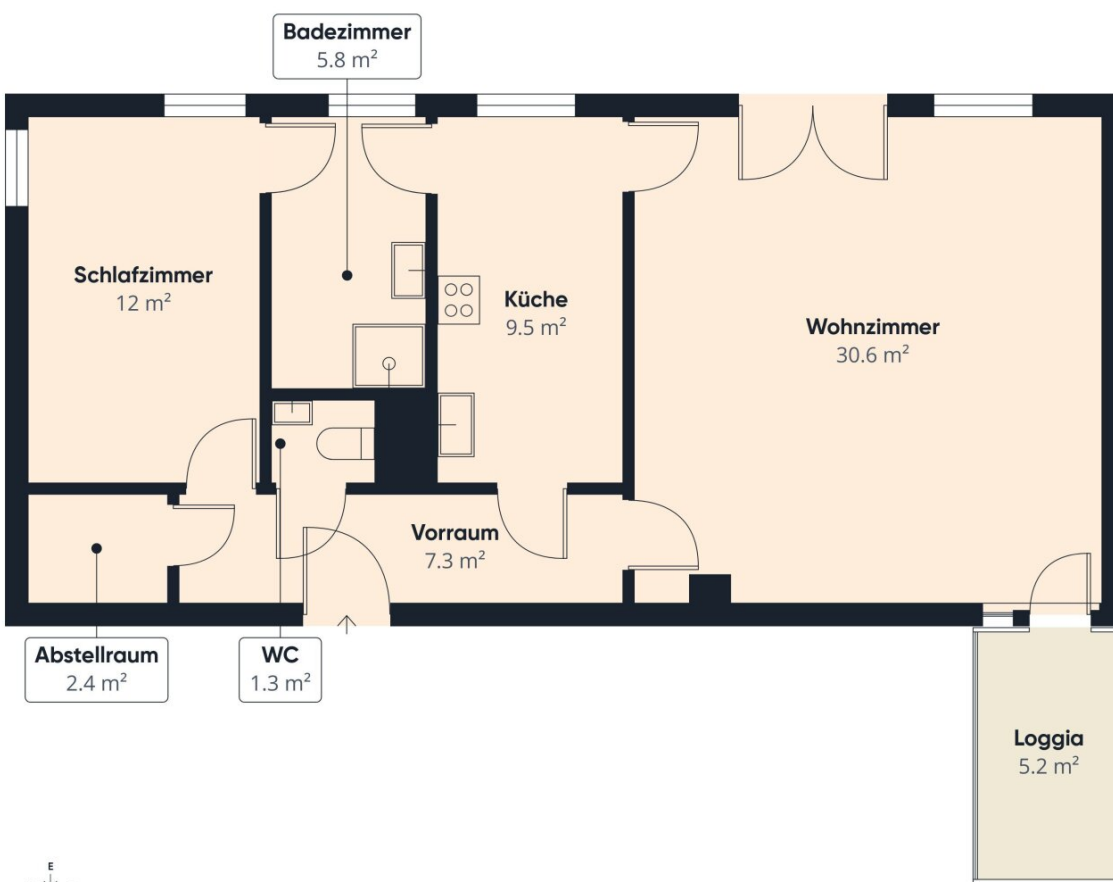 Badezimmer
5.8 m²
Schlafzimmer
12 m²
Küche
9.5 m²
Wohnzimmer
30.6 m²
Vorraum
7.3 m²
Abstellraum
2.4 m²
WC
1.3 m²
Loggia
5.2 m²
E